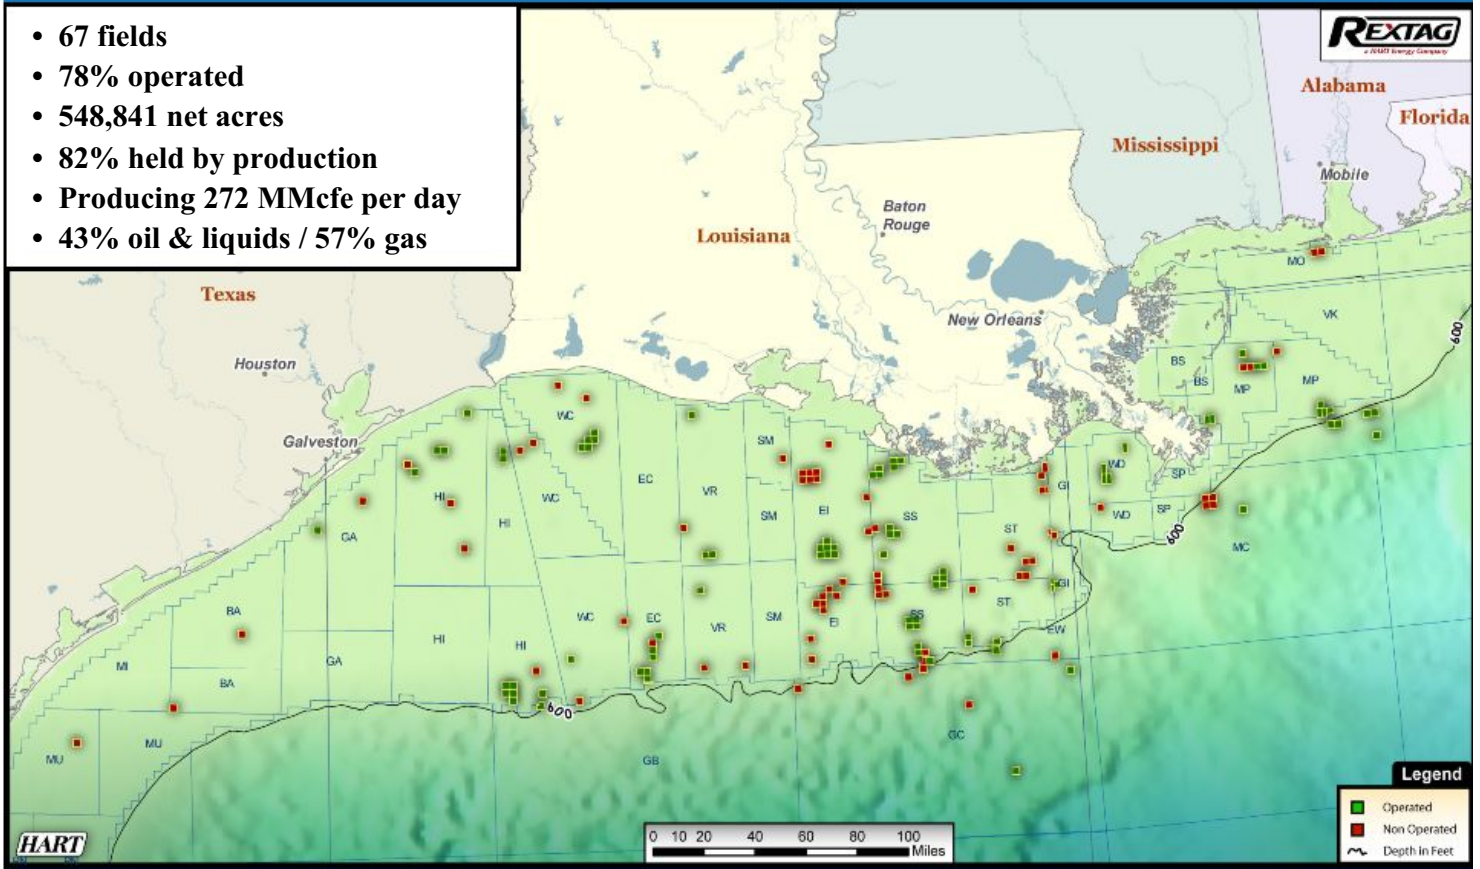 • 67 fields
• 78% operated
• 548,841 net acres
• 82% held by production
• Producing 272 MMcfe per day
• 43% oil & liquids / 57% gas
REXTAG
a HART Energy Company
Alabama
Florida
Mississippi
Mobile
Baton
Rouge
Louisiana
MO
Texas
VK
New Orleans
600
Houston
BS
BS
MP
MP
WC
Galveston
SM
WD
SP
EC
GI
VR
HI
WC
EI
SS
SM
HI
ST
WD
SP
GA
600
MC
GI
BA
ST
WC
EC
SS
SM
VR
EI
EW
HI
HI
MI
GA
BA
600
MU
GC
MU
GB
Legend
Operated
Non Operated
Depth in Feet
HART
0 10 20 40 60 80 100
Miles